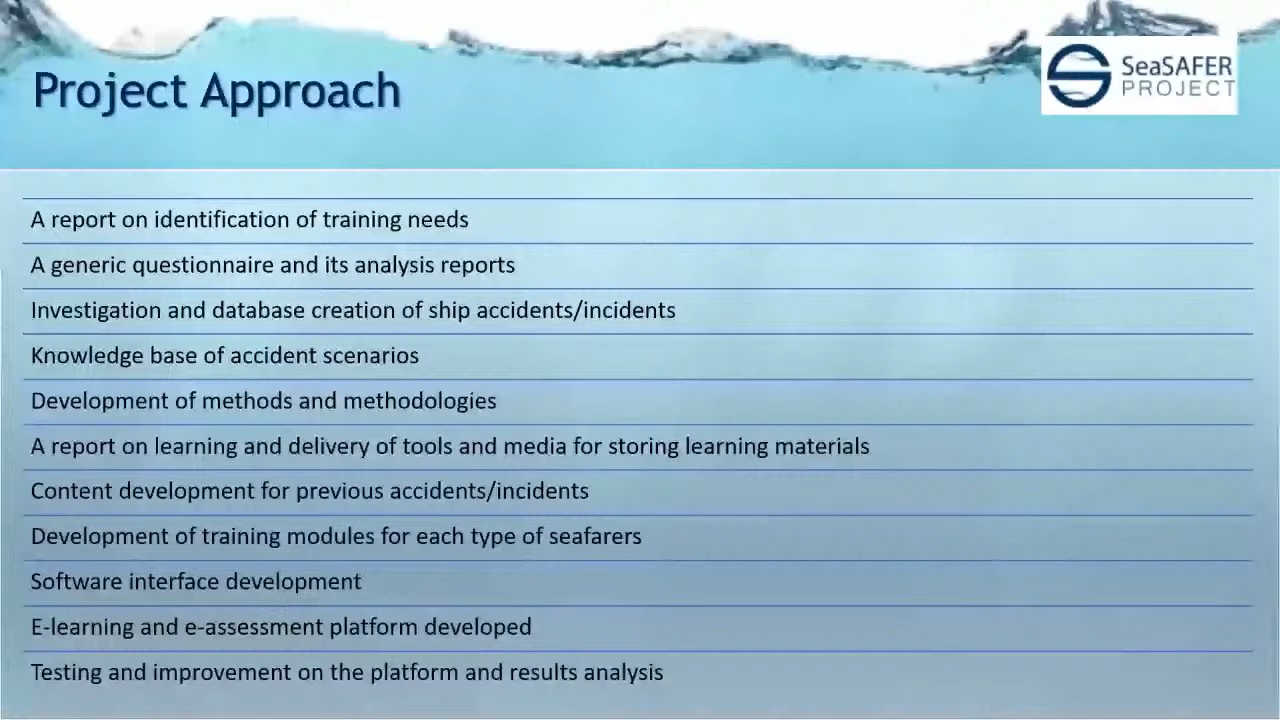 Project Approach
SeaSAFER
PROJECT
A report on identification of training needs
A generic questionnaire and its analysis reports
Investigation and database creation of ship accidents/incidents
Knowledge base of accident scenarios
Development of methods and methodologies
A report on learning and delivery of tools and media for storing learning materials
Content development for previous accidents/incidents
Development of training modules for each type of seafarers
Software interface development
E-learning and e-assessment platform developed
Testing and improvement on the platform and results analysis